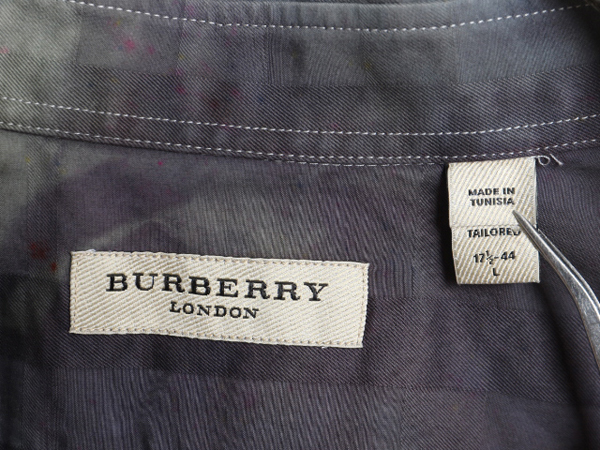 BURBERRY
LONDON
MADE IN
TUNISIA
TAILORED
17½-44
L